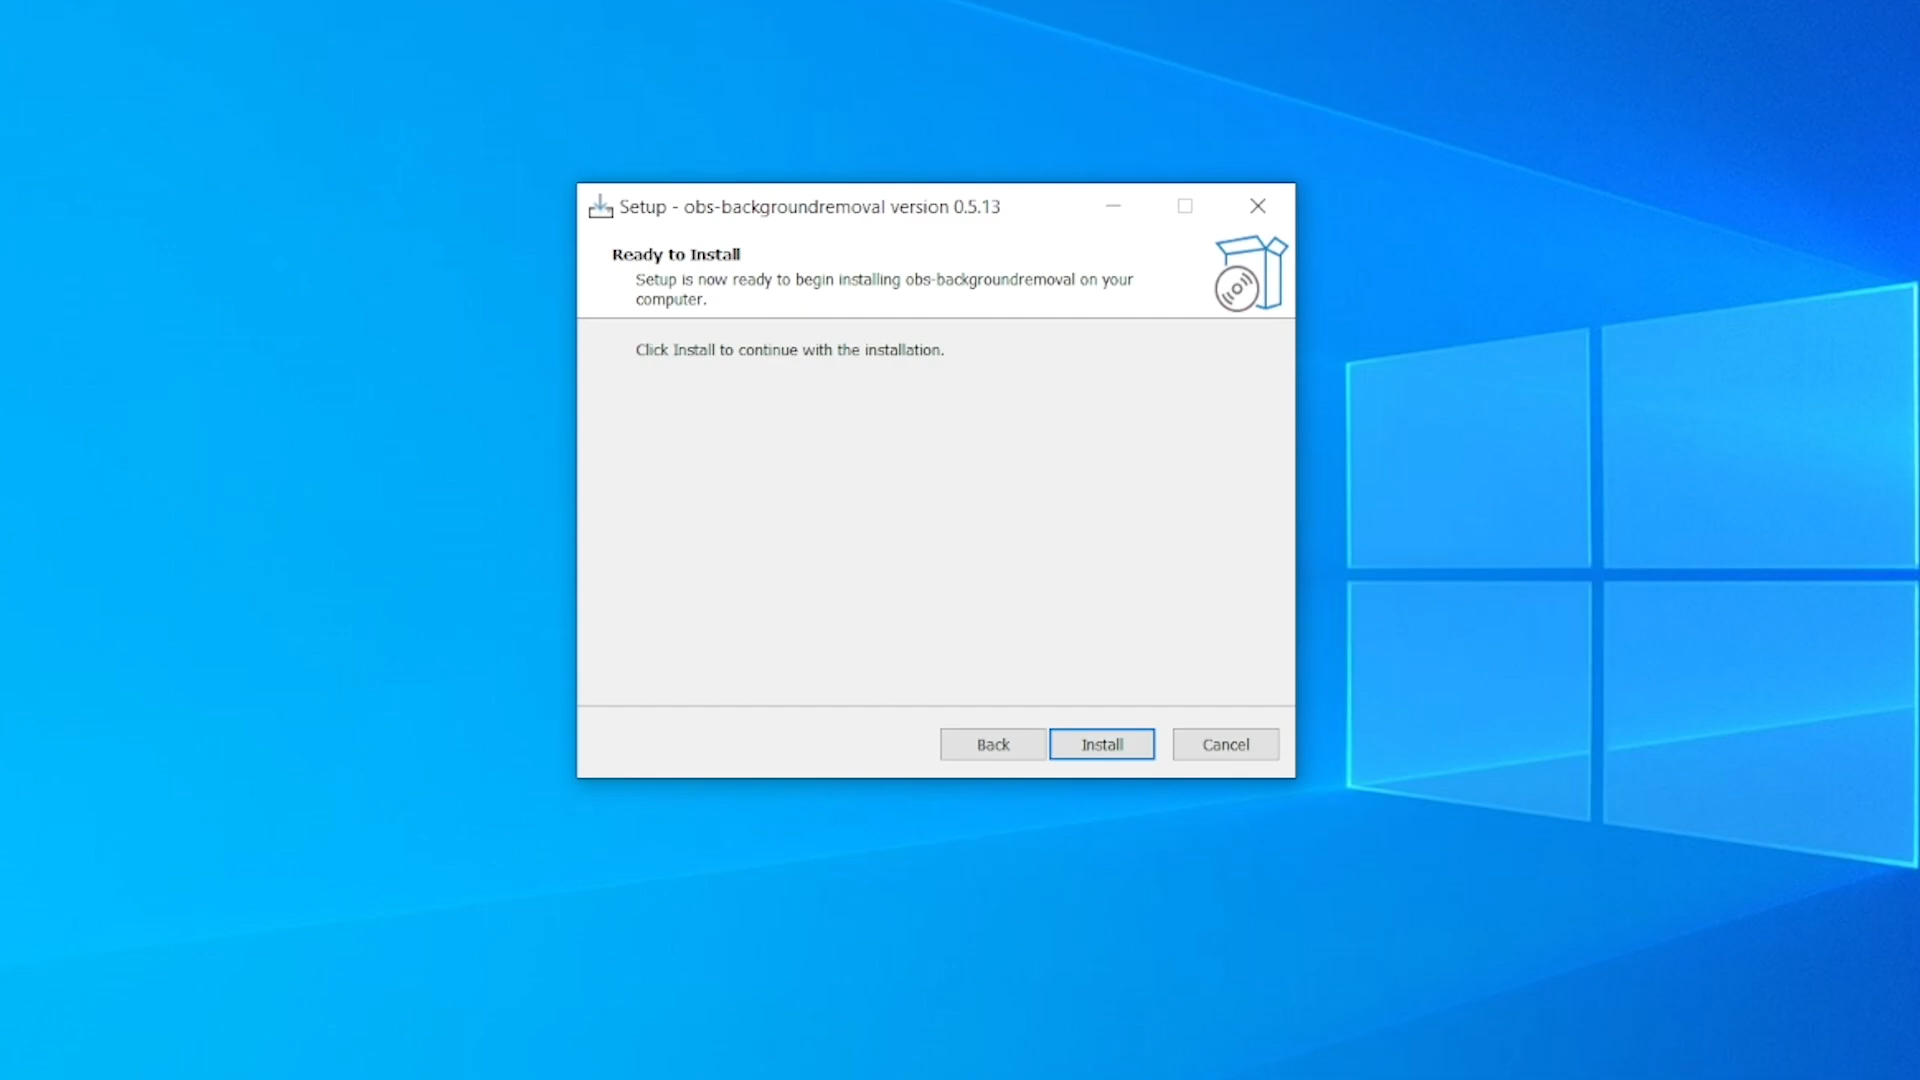 Setup - obs-backgroundremoval version 0.5.13
Ready to Install
Setup is now ready to begin installing obs-backgroundremoval on your
computer.
Click Install to continue with the installation.
Back
Install
Cancel